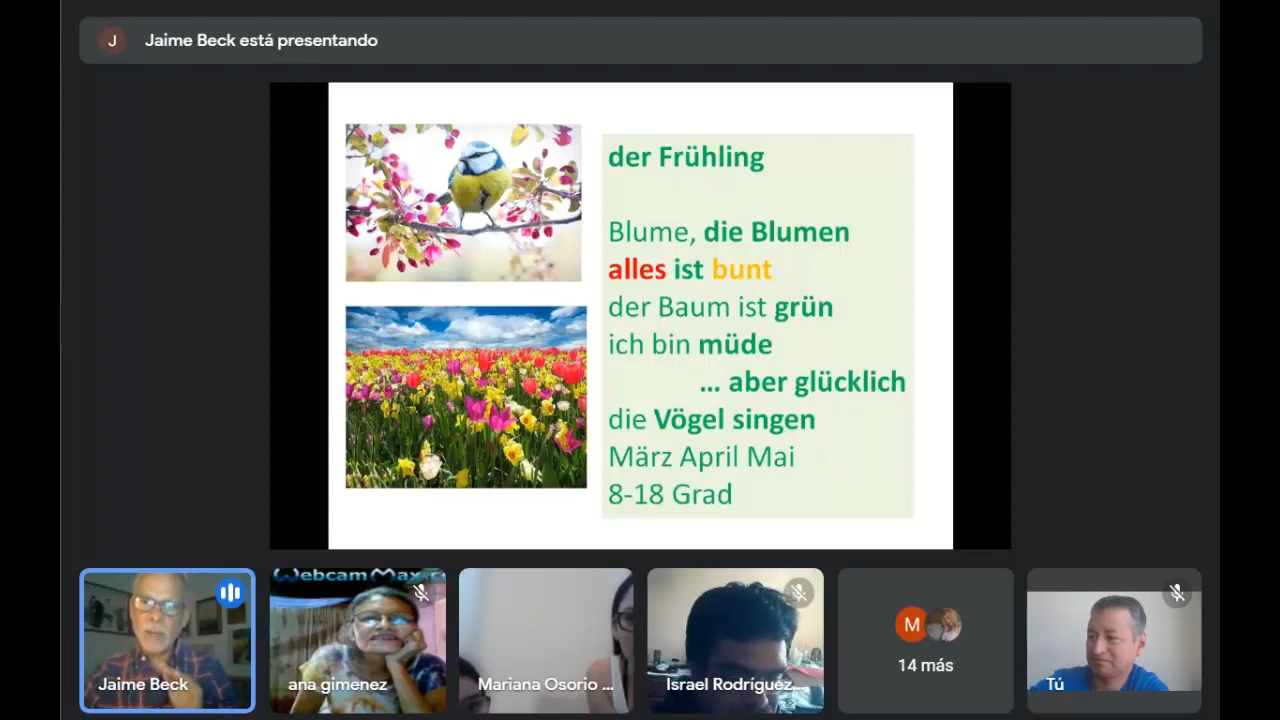 J
Jaime Beck está presentando
der Frühling
Blume, die Blumen
alles ist bunt
der Baum ist grün
ich bin müde
... aber glücklich
die Vögel singen
März April Mai
8-18 Grad
WebcamMax.c
Jaime Beck
ana gimenez
Mariana Osorio ...
Israel Rodríguez...
M
14 más
Tú